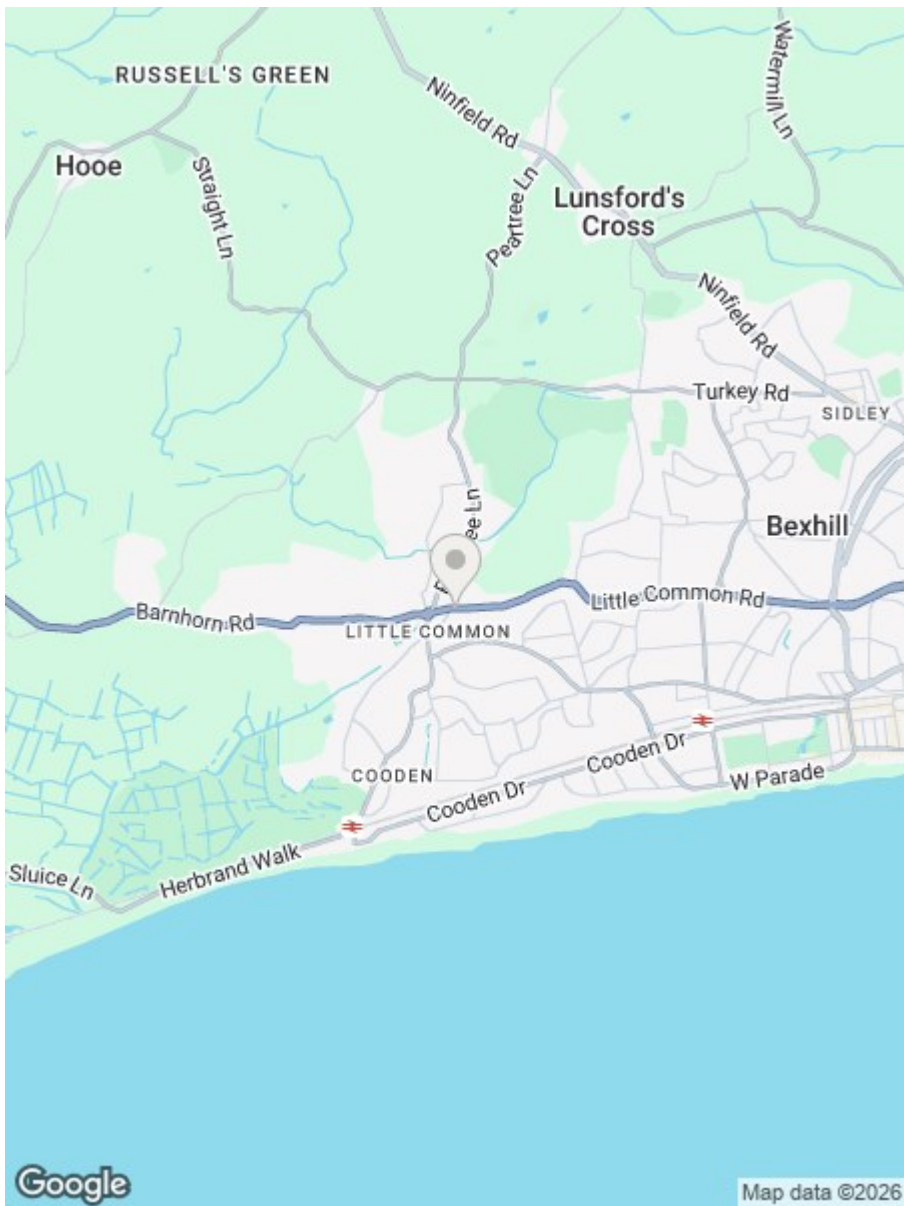 RUSSELL'S GREEN
Ninfield Rd
Watermill Ln
Hooe
Straight Ln
Peartree Ln
Lunsford's
Cross
Ninfield Rd
Turkey Rd
SIDLEY
ee Ln
Bexhill
Barnhorn Rd
Little Common Rd
LITTLE COMMON
COODEN
Cooden Dr
Cooden Dr
W Parade
Herbrand Walk
Sluice Ln
Google
Map data ©2026